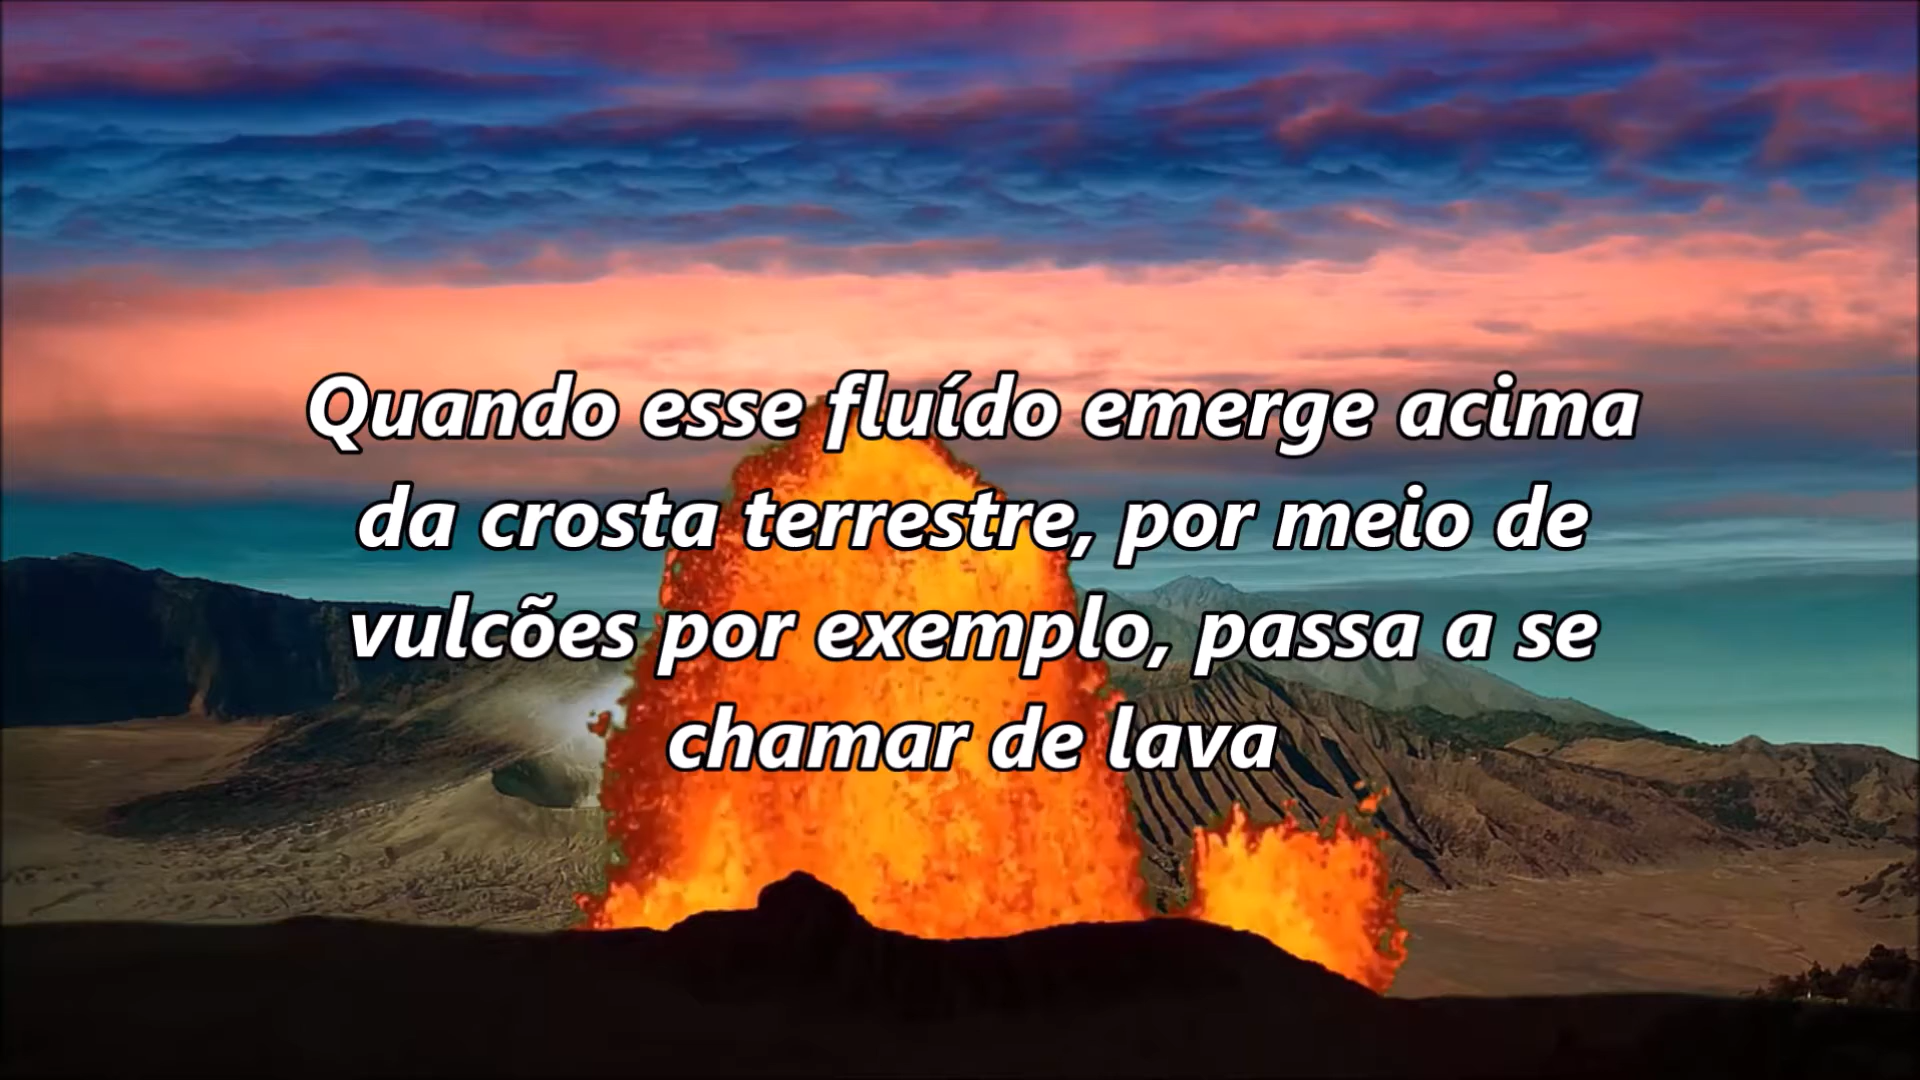 Quando esse fluído emerge acima
da crosta terrestre, por meio de
vulcões por exemplo, passa a se
chamar de lava